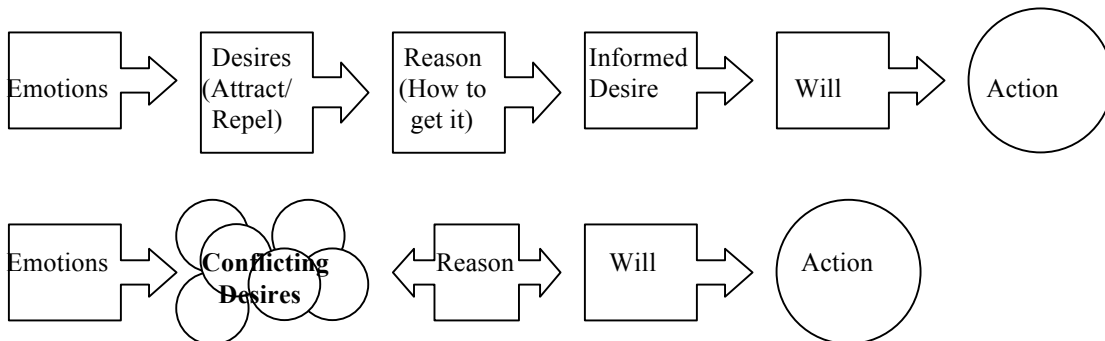 Emotions
Desires
(Attract/
Repel)
Reason
(How to
get it)
Informed
Desire
Will
Action
Emotions
Conflicting
Desires
Reason
Will
Action